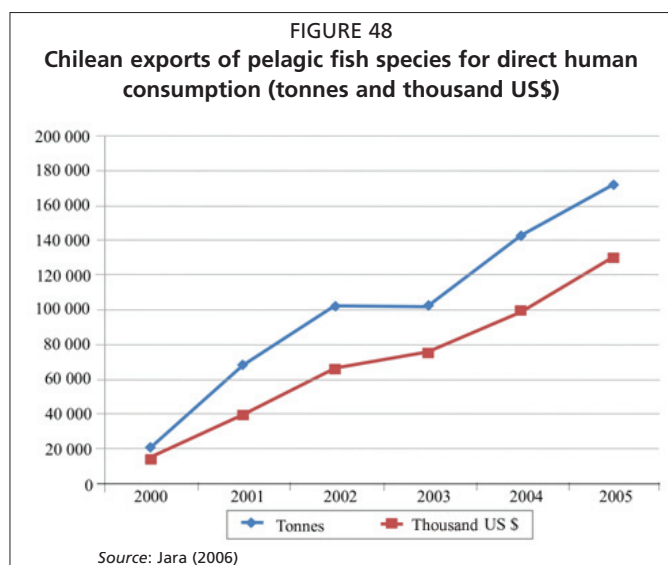 FIGURE 48
Chilean exports of pelagic fish species for direct human
consumption (tonnes and thousand US$)
200 000
180 000
160 000
140 000
120 000
100 000
80 000
60 000
40 000
20 000
0
2000 2001 2002 2003 2004 2005
Tonnes Thousand US $
Source: Jara (2006)